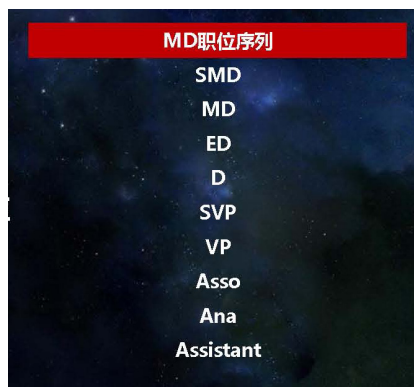 MD职位序列
SMD
MD
ED
D
SVP
VP
Asso
Ana
Assistant